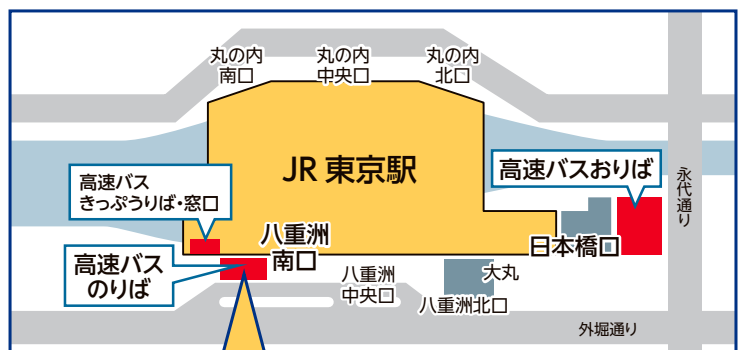 丸の内
南口
丸の内
中央口
丸の内
北口
JR 東京駅
高速バスおりば
永代通り
高速バス
きっぷうりば・窓口
八重洲
南口
日本橋口
高速バス
のりば
八重洲
中央口
大丸
八重洲北口
外堀通り